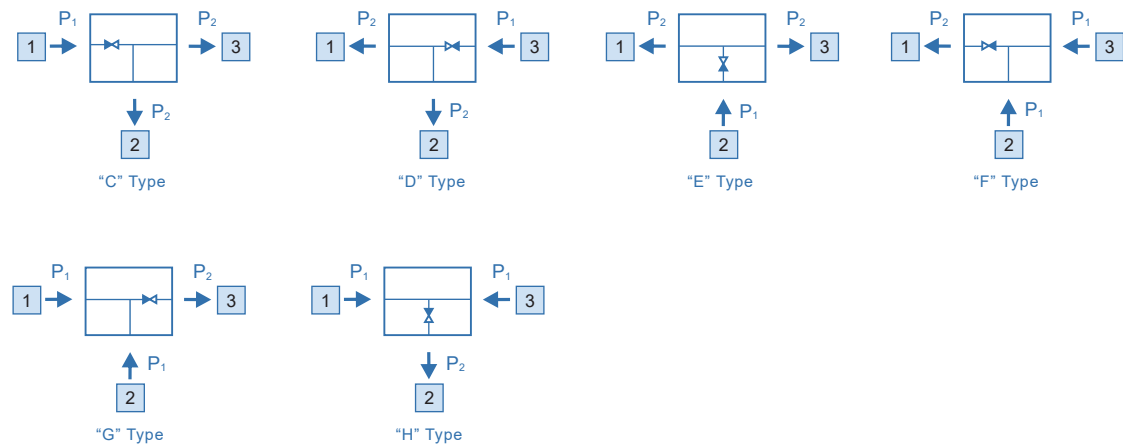 P₁ P₂
1 3
P₂
2
“C” Type
P₂ P₁
1 3
P₂
2
“D” Type
P₂ P₂
1 3
P₁
2
“E” Type
P₂ P₁
1 3
P₁
2
“F” Type
P₁ P₂
1 3
P₁
2
“G” Type
P₁ P₁
1 3
P₂
2
“H” Type